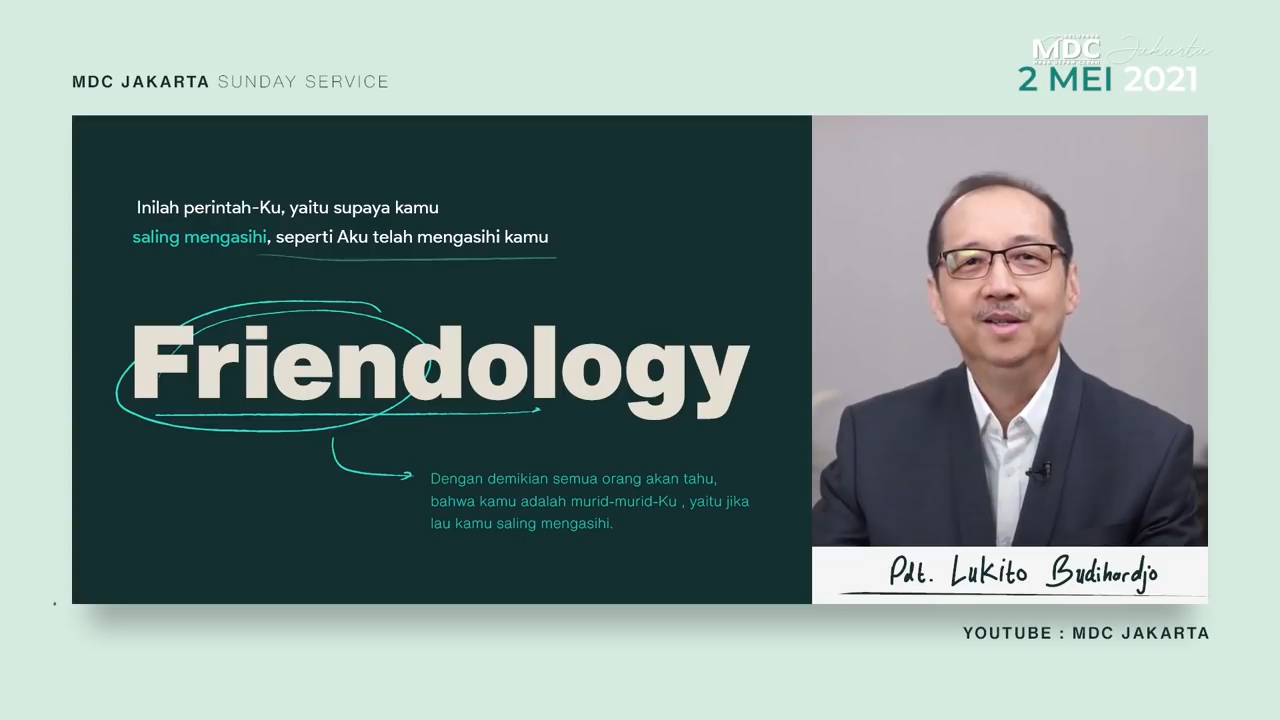 MDC Jakarta
MDC JAKARTA SUNDAY SERVICE
2 MEI 2021
Inilah perintah-Ku, yaitu supaya kamu
saling mengasihi, seperti Aku telah mengasihi kamu
Friendology
Dengan demikian semua orang akan tahu,
bahwa kamu adalah murid-murid-Ku , yaitu jika
lau kamu saling mengasihi.
Pdt. Lukito Budihardjo
YOUTUBE : MDC JAKARTA